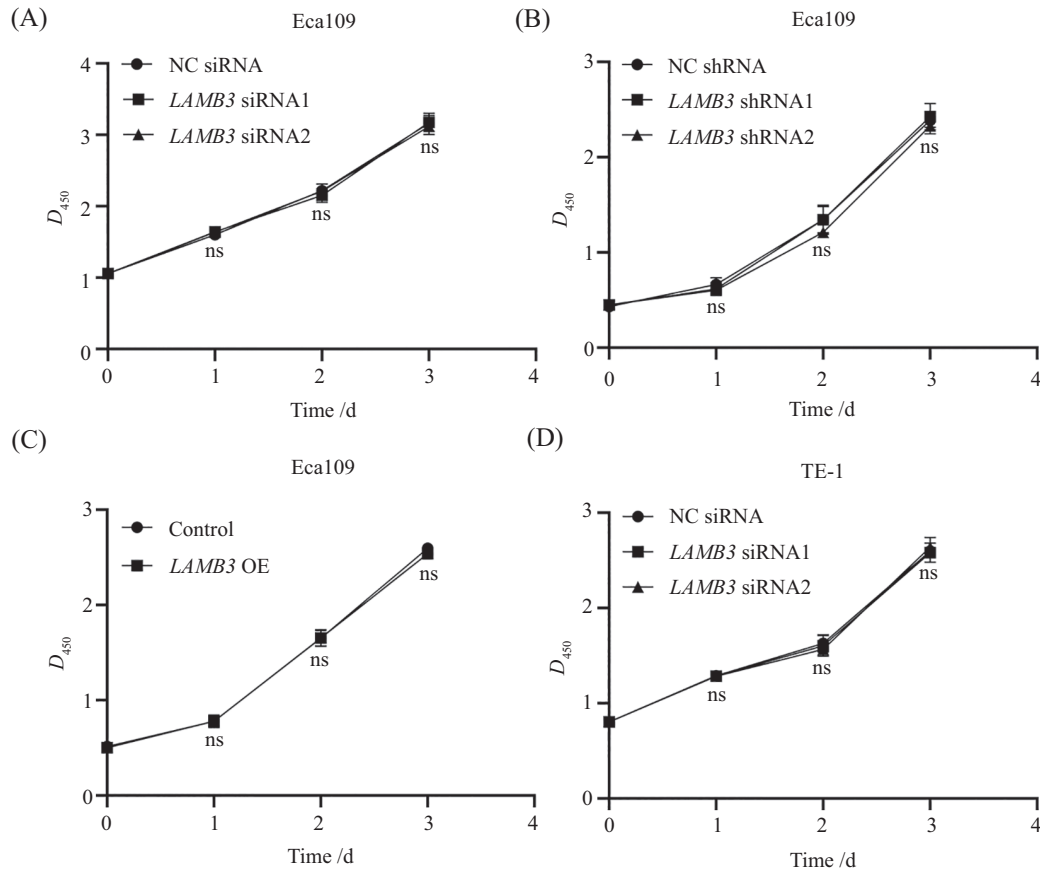 (A)
Eca109
NC siRNA
LAMB3 siRNA1
LAMB3 siRNA2
4
3
2
1
0
D450
ns
ns
ns
0 1 2 3 4
Time /d
(B)
Eca109
NC shRNA
LAMB3 shRNA1
LAMB3 shRNA2
3
2
1
0
D450
ns
ns
ns
0 1 2 3 4
Time /d
(C)
Eca109
Control
LAMB3 OE
3
2
1
0
D450
ns
ns
ns
0 1 2 3 4
Time /d
(D)
TE-1
NC siRNA
LAMB3 siRNA1
LAMB3 siRNA2
3
2
1
0
D450
ns
ns
ns
0 1 2 3 4
Time /d